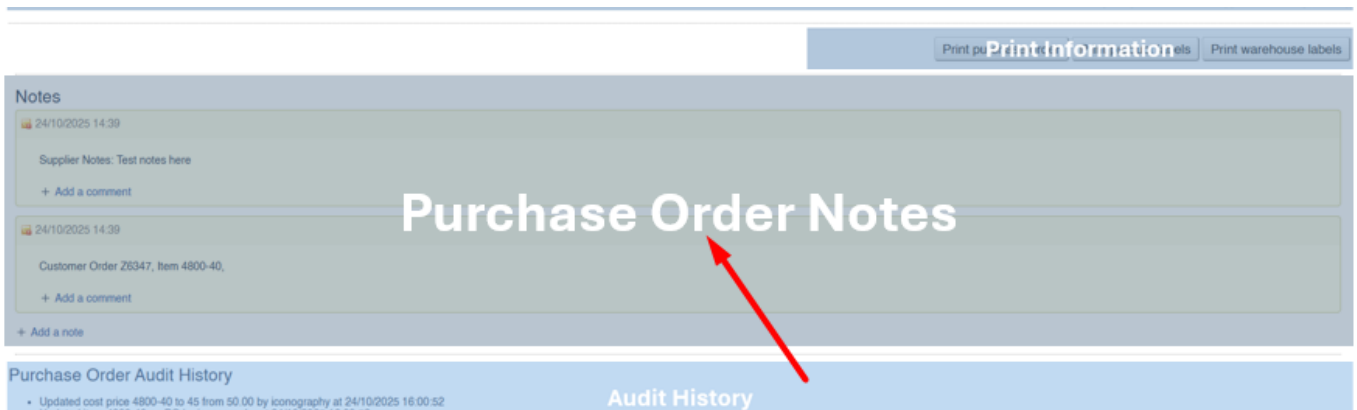 Print Information
Print warehouse labels
Notes
24/10/2025 14:39
Supplier Notes: Test notes here
+ Add a comment
Purchase Order Notes
24/10/2025 14:39
Customer Order Z6347, Item 4800-40,
+ Add a comment
+ Add a note
Purchase Order Audit History
Audit History
• Updated cost price 4800-40 to 45 from 50.00 by iconography at 24/10/2025 16:00:52